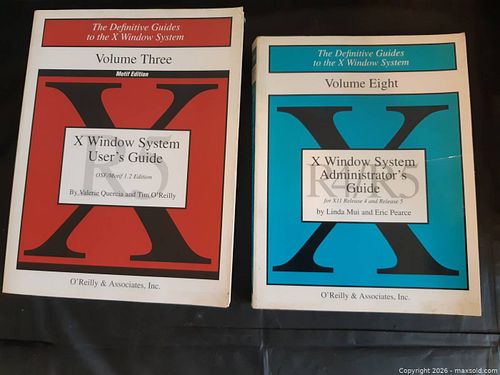 The Definitive Guides
to the X Window System
Volume Three
Motif Edition
X
R5
X Window System
User's Guide
OSF/Motif 1.2 Edition
By Valerie Quercia and Tim O'Reilly
O'Reilly & Associates, Inc.
The Definitive Guides
to the X Window System
Volume Eight
X
R4/R5
X Window System
Administrator's
Guide
for X11 Release 4 and Release 5
by Linda Mui and Eric Pearce
O'Reilly & Associates, Inc.
Copyright 2026 - maxsold.com